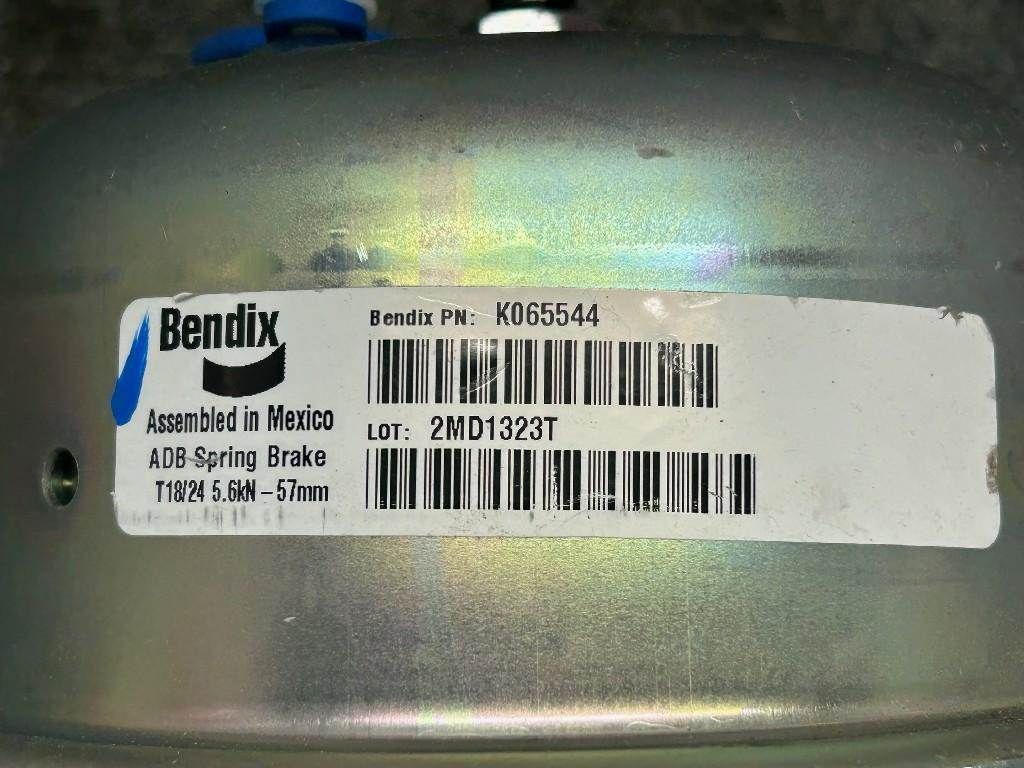 Bendix
Assembled in Mexico
ADB Spring Brake
T18/24 5.6kN – 57mm
Bendix PN: K065544
LOT: 2MD1323T